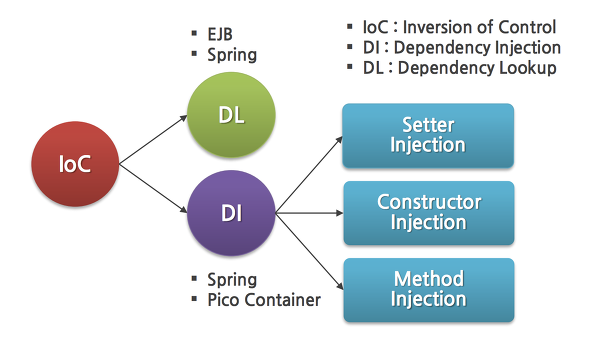 ▪ EJB
▪ Spring
▪ IoC : Inversion of Control
▪ DI : Dependency Injection
▪ DL : Dependency Lookup
IoC
DL
DI
Setter
Injection
Constructor
Injection
Method
Injection
▪ Spring
▪ Pico Container